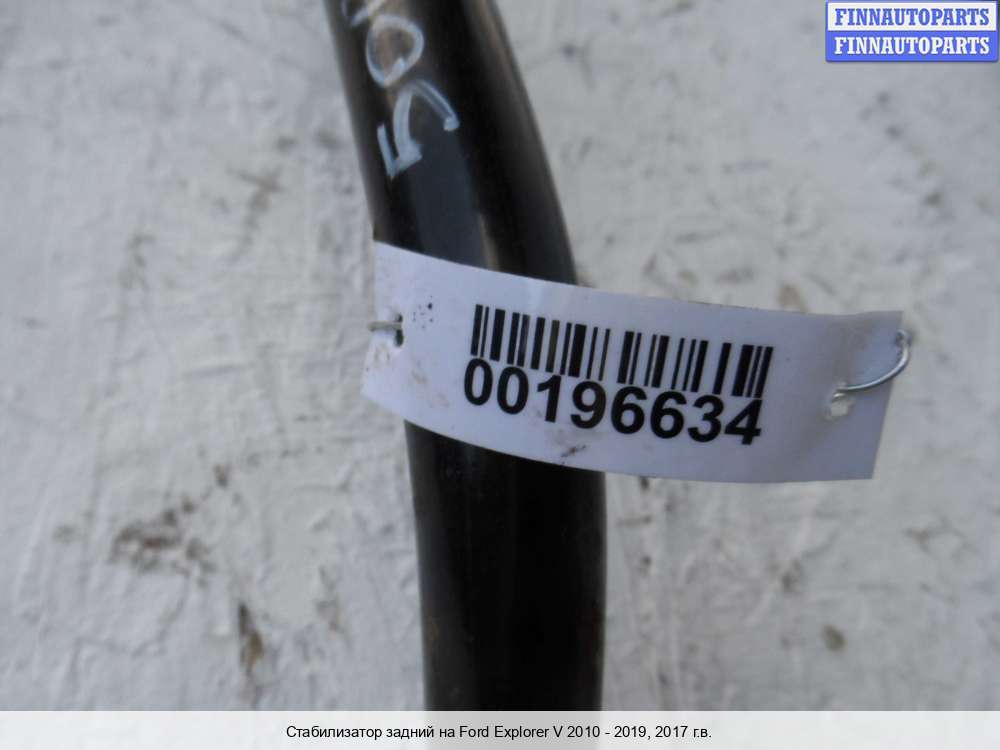 FINNAUTOPARTS
FINNAUTOPARTS
00196634
Стабилизатор задний на Ford Explorer V 2010 - 2019, 2017 г.в.